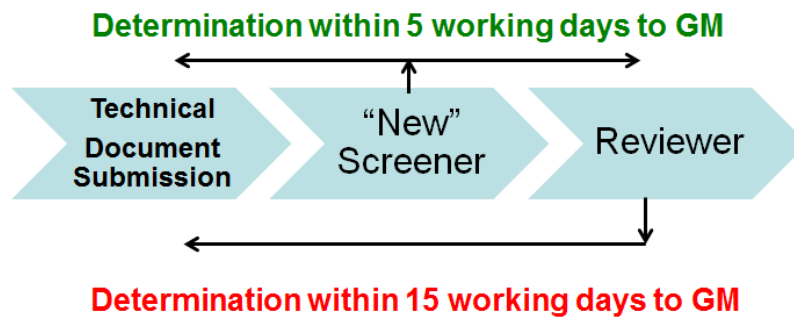 Determination within 5 working days to GM
Technical
Document
Submission
“New”
Screener
Reviewer
Determination within 15 working days to GM